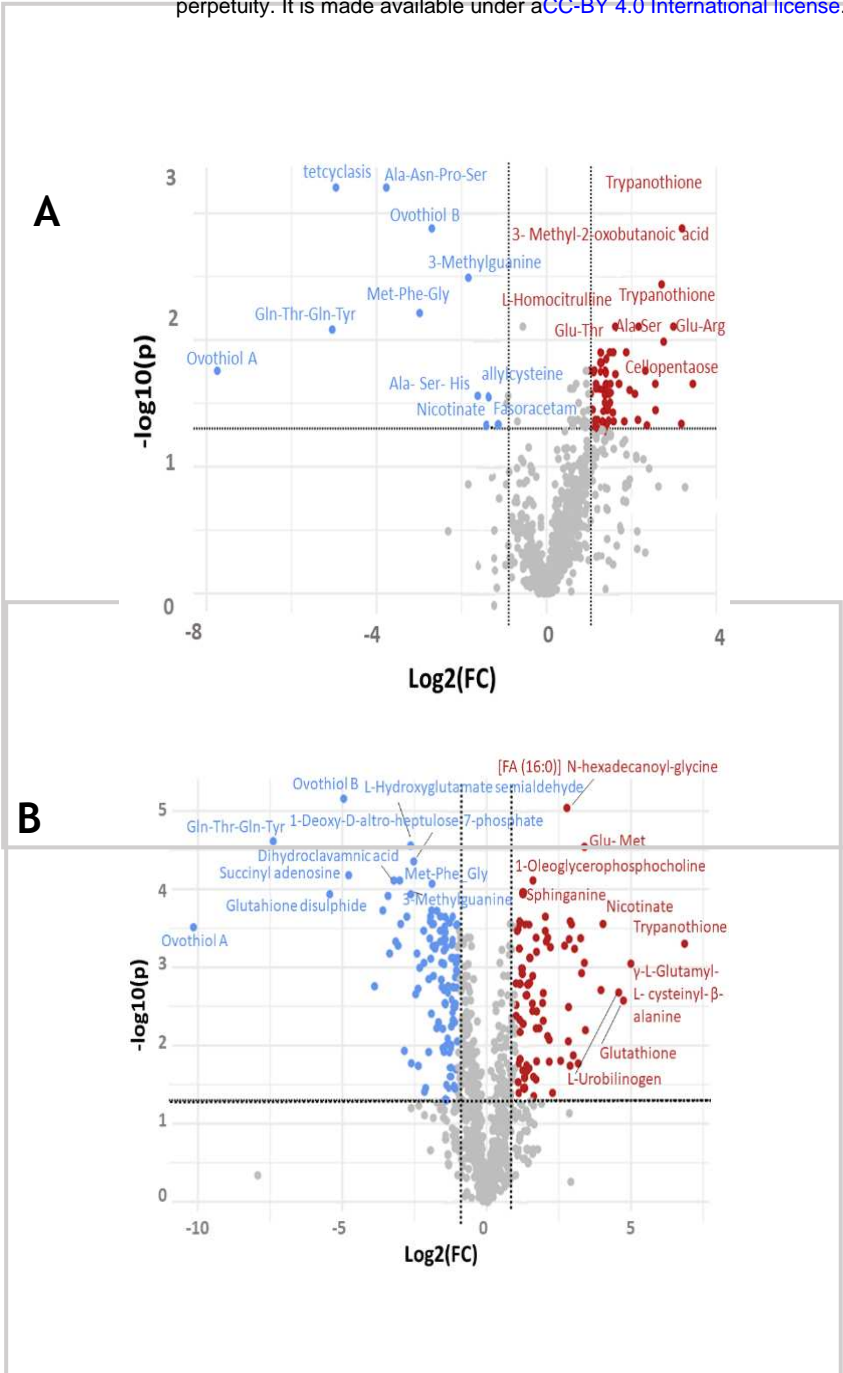 perpetuity. It is made available under aCC-BY 4.0 International license.
A
3
2
1
0
-log10(p)
tetcyclasis
Ala-Asn-Pro-Ser
Trypanothione
Ovothiol B
3- Methyl-2-oxobutanoic acid
3-Methylguanine
Met-Phe-Gly
L-Homocitrulline
Trypanothione
Gln-Thr-Gln-Tyr
Glu-Thr
Ala-Ser
Glu-Arg
Ovothiol A
Cellopentaose
allylcysteine
Ala- Ser- His
Nicotinate
Fasoracetam
-8
-4
0
4
Log2(FC)
B
5
4
3
2
1
0
-log10(p)
[FA (16:0)] N-hexadecanoyl-glycine
Ovothiol B
L-Hydroxyglutamate semialdehyde
Gln-Thr-Gln-Tyr
1-Deoxy-D-altro-heptulose 7-phosphate
Glu- Met
Dihydroclavamnic acid
Succinyl adenosine
Met-Phe_Gly
1-Oleoglycerophosphocholine
Glutahione disulphide
3-Methylguanine
Sphinganine
Nicotinate
Ovothiol A
Trypanothione
γ-L-Glutamyl-
L- cysteinyl-β-
alanine
Glutathione
L-Urobilinogen
-10
-5
0
5
Log2(FC)